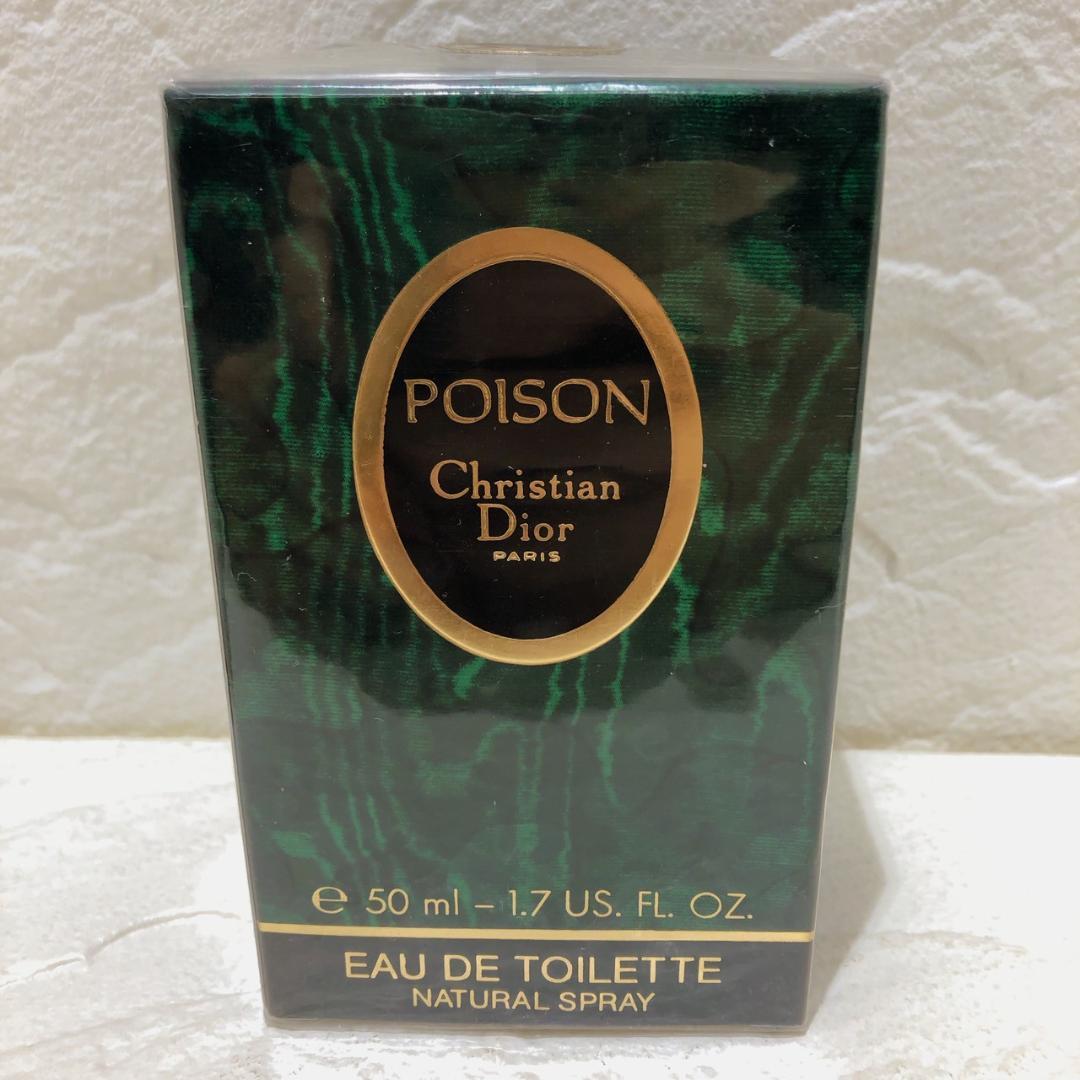 POISON
Christian
Dior
PARIS
℮ 50 ml – 1.7 US. FL. OZ.
EAU DE TOILETTE
NATURAL SPRAY